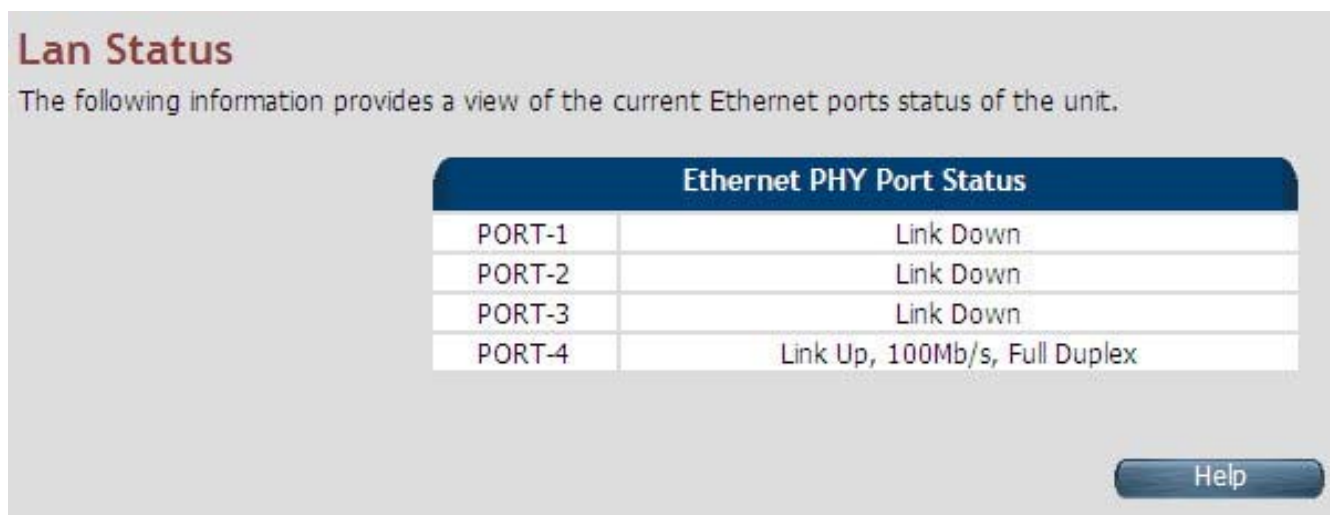 Lan Status
The following information provides a view of the current Ethernet ports status of the unit.
Ethernet PHY Port Status
PORT-1 Link Down
PORT-2 Link Down
PORT-3 Link Down
PORT-4 Link Up, 100Mb/s, Full Duplex
Help